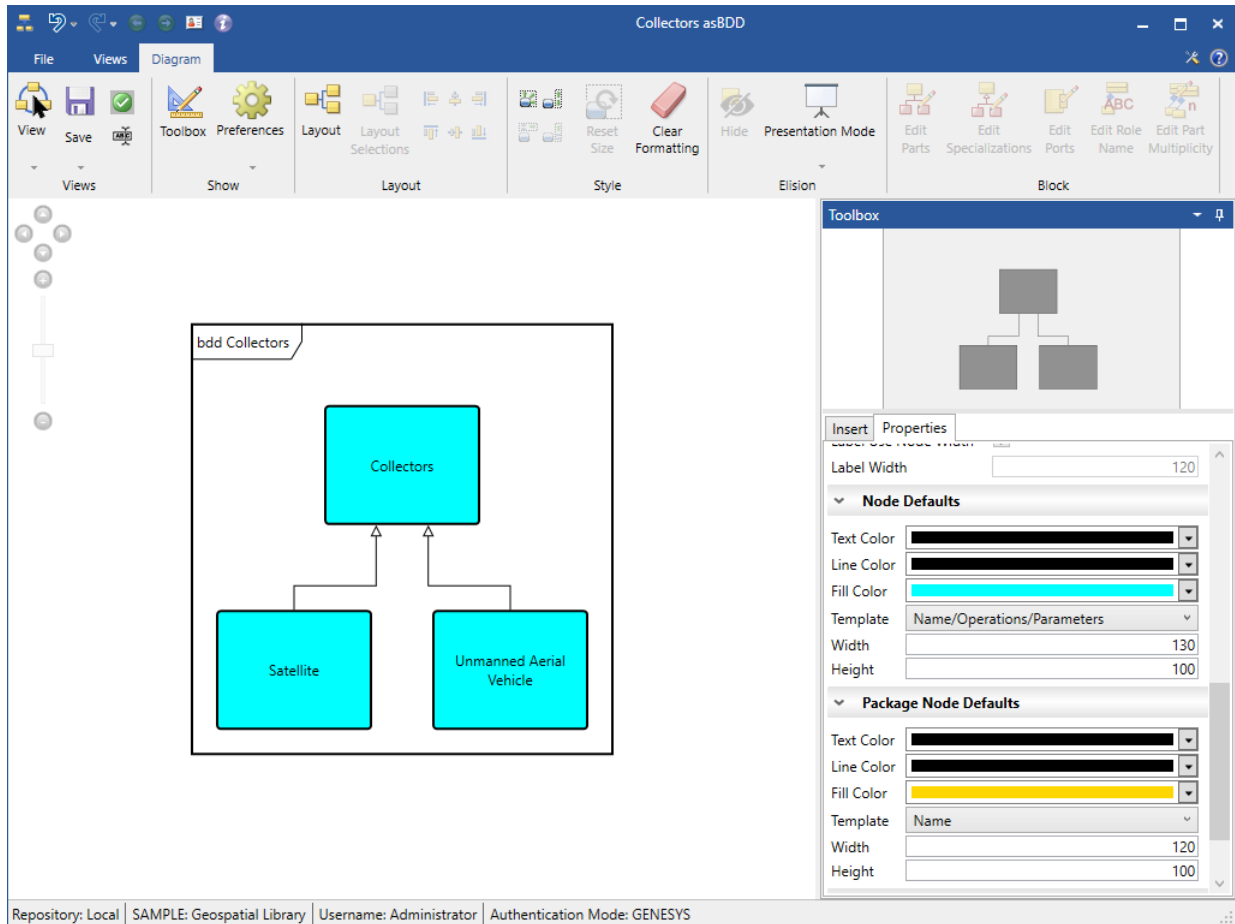 Collectors asBDD
File Views Diagram
View Save Toolbox Preferences Layout Layout Selections Reset Size Clear Formatting Hide Presentation Mode Edit Parts Edit Specializations Edit Ports Edit Role Name Edit Part Multiplicity
Views Show Layout Style Elision Block
Toolbox
bdd Collectors
Collectors
Satellite
Unmanned Aerial
Vehicle
Insert Properties
Label Use Node Width
Label Width 120
Node Defaults
Text Color
Line Color
Fill Color
Template Name/Operations/Parameters
Width 130
Height 100
Package Node Defaults
Text Color
Line Color
Fill Color
Template Name
Width 120
Height 100
Repository: Local SAMPLE: Geospatial Library Username: Administrator Authentication Mode: GENESYS